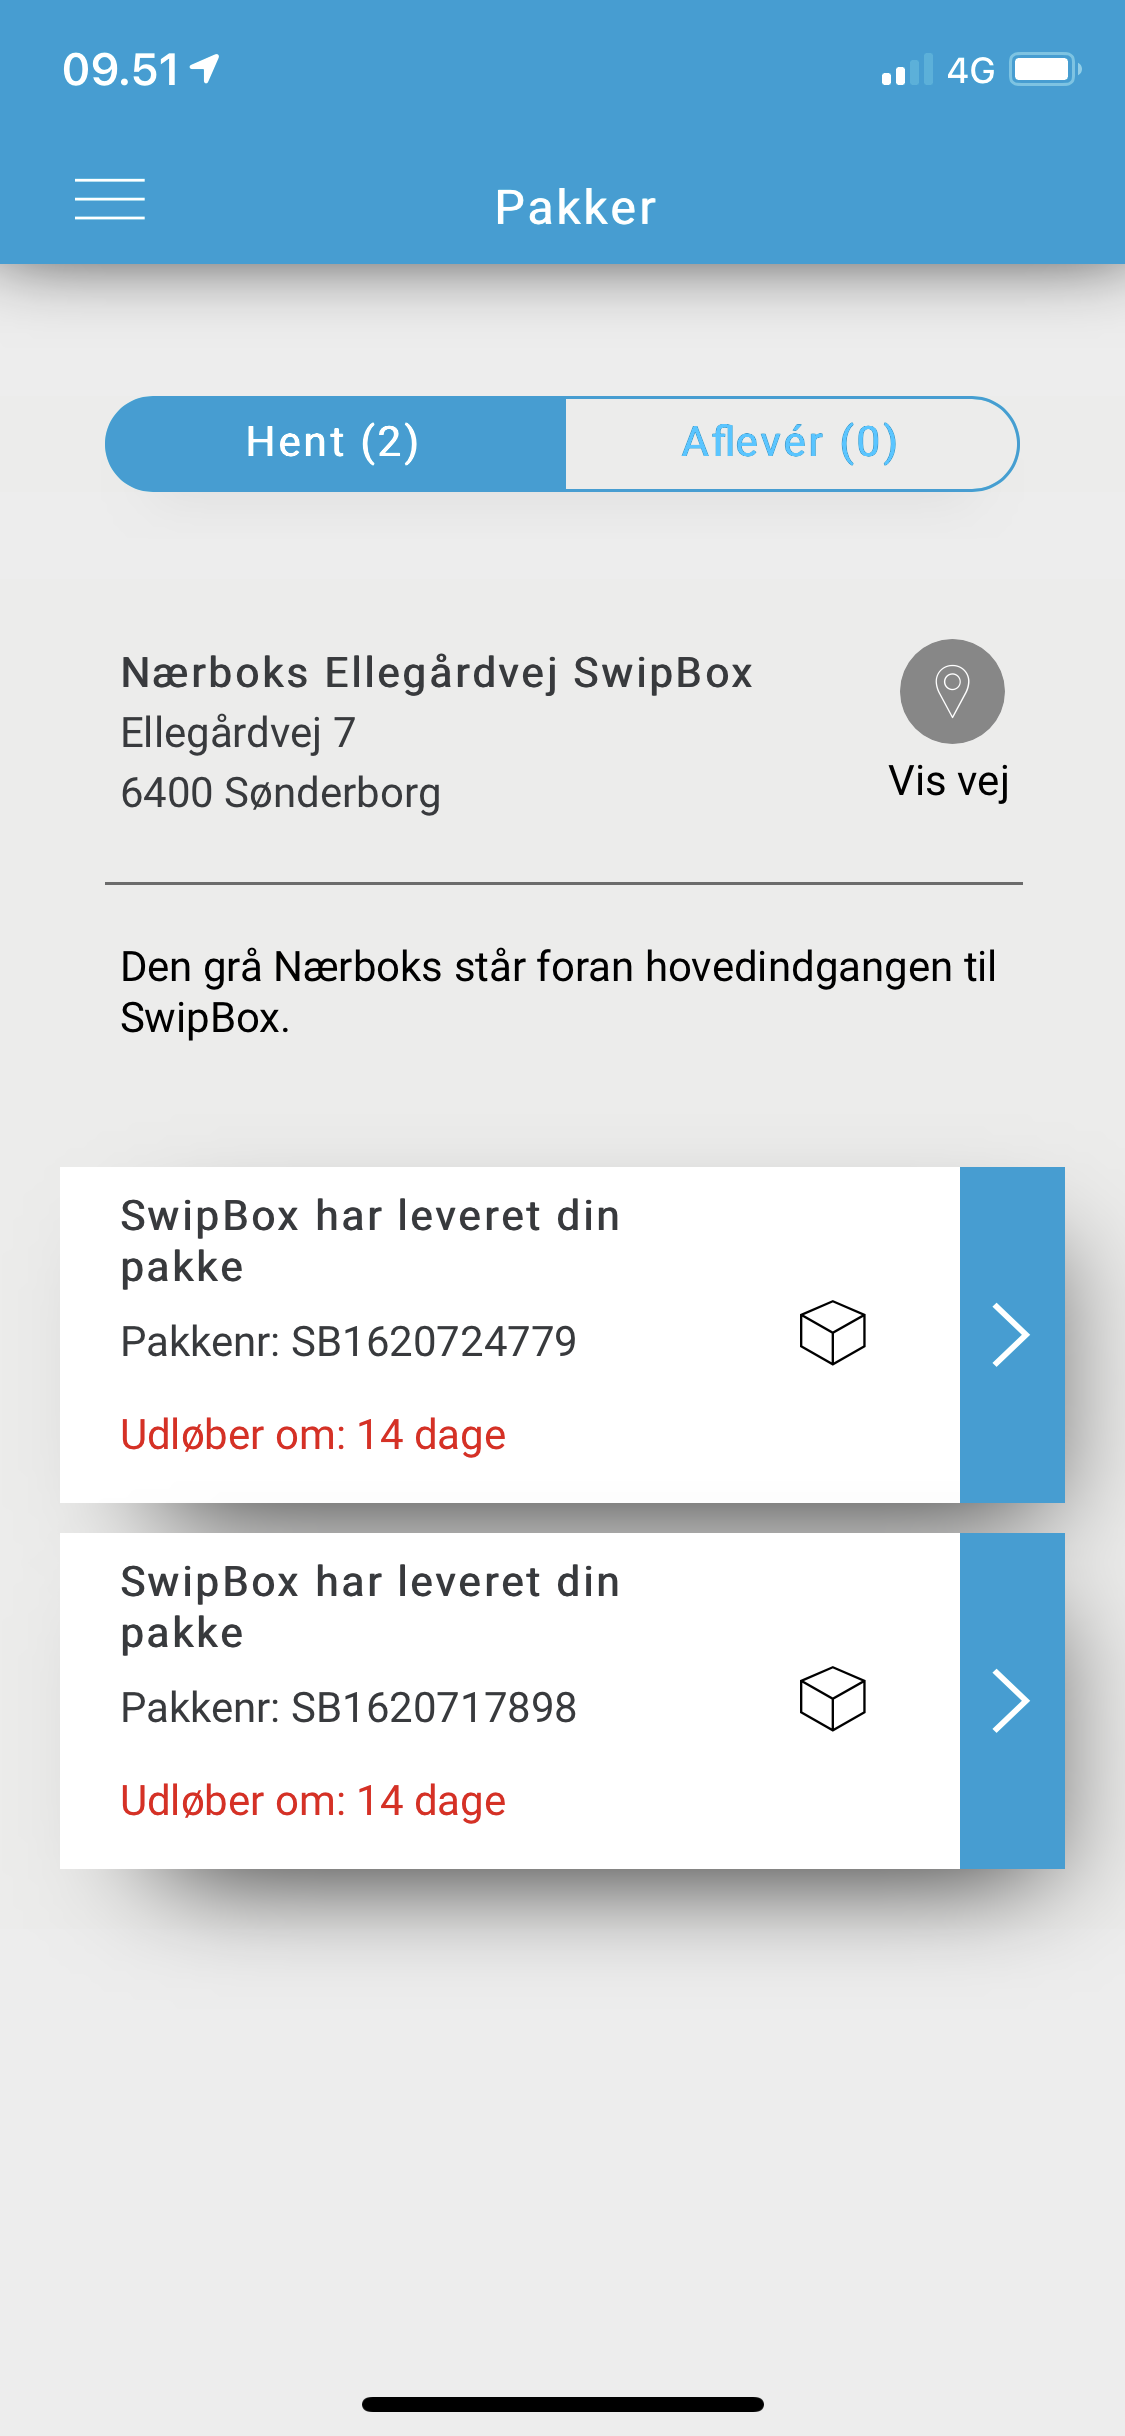 09.51
4G
Pakker
Hent (2)
Aflevér (0)
Nærboks Ellegårdvej SwipBox
Ellegårdvej 7
6400 Sønderborg
Vis vej
Den grå Nærboks står foran hovedindgangen til
SwipBox.
SwipBox har leveret din
pakke
Pakkenr: SB1620724779
Udløber om: 14 dage
SwipBox har leveret din
pakke
Pakkenr: SB1620717898
Udløber om: 14 dage